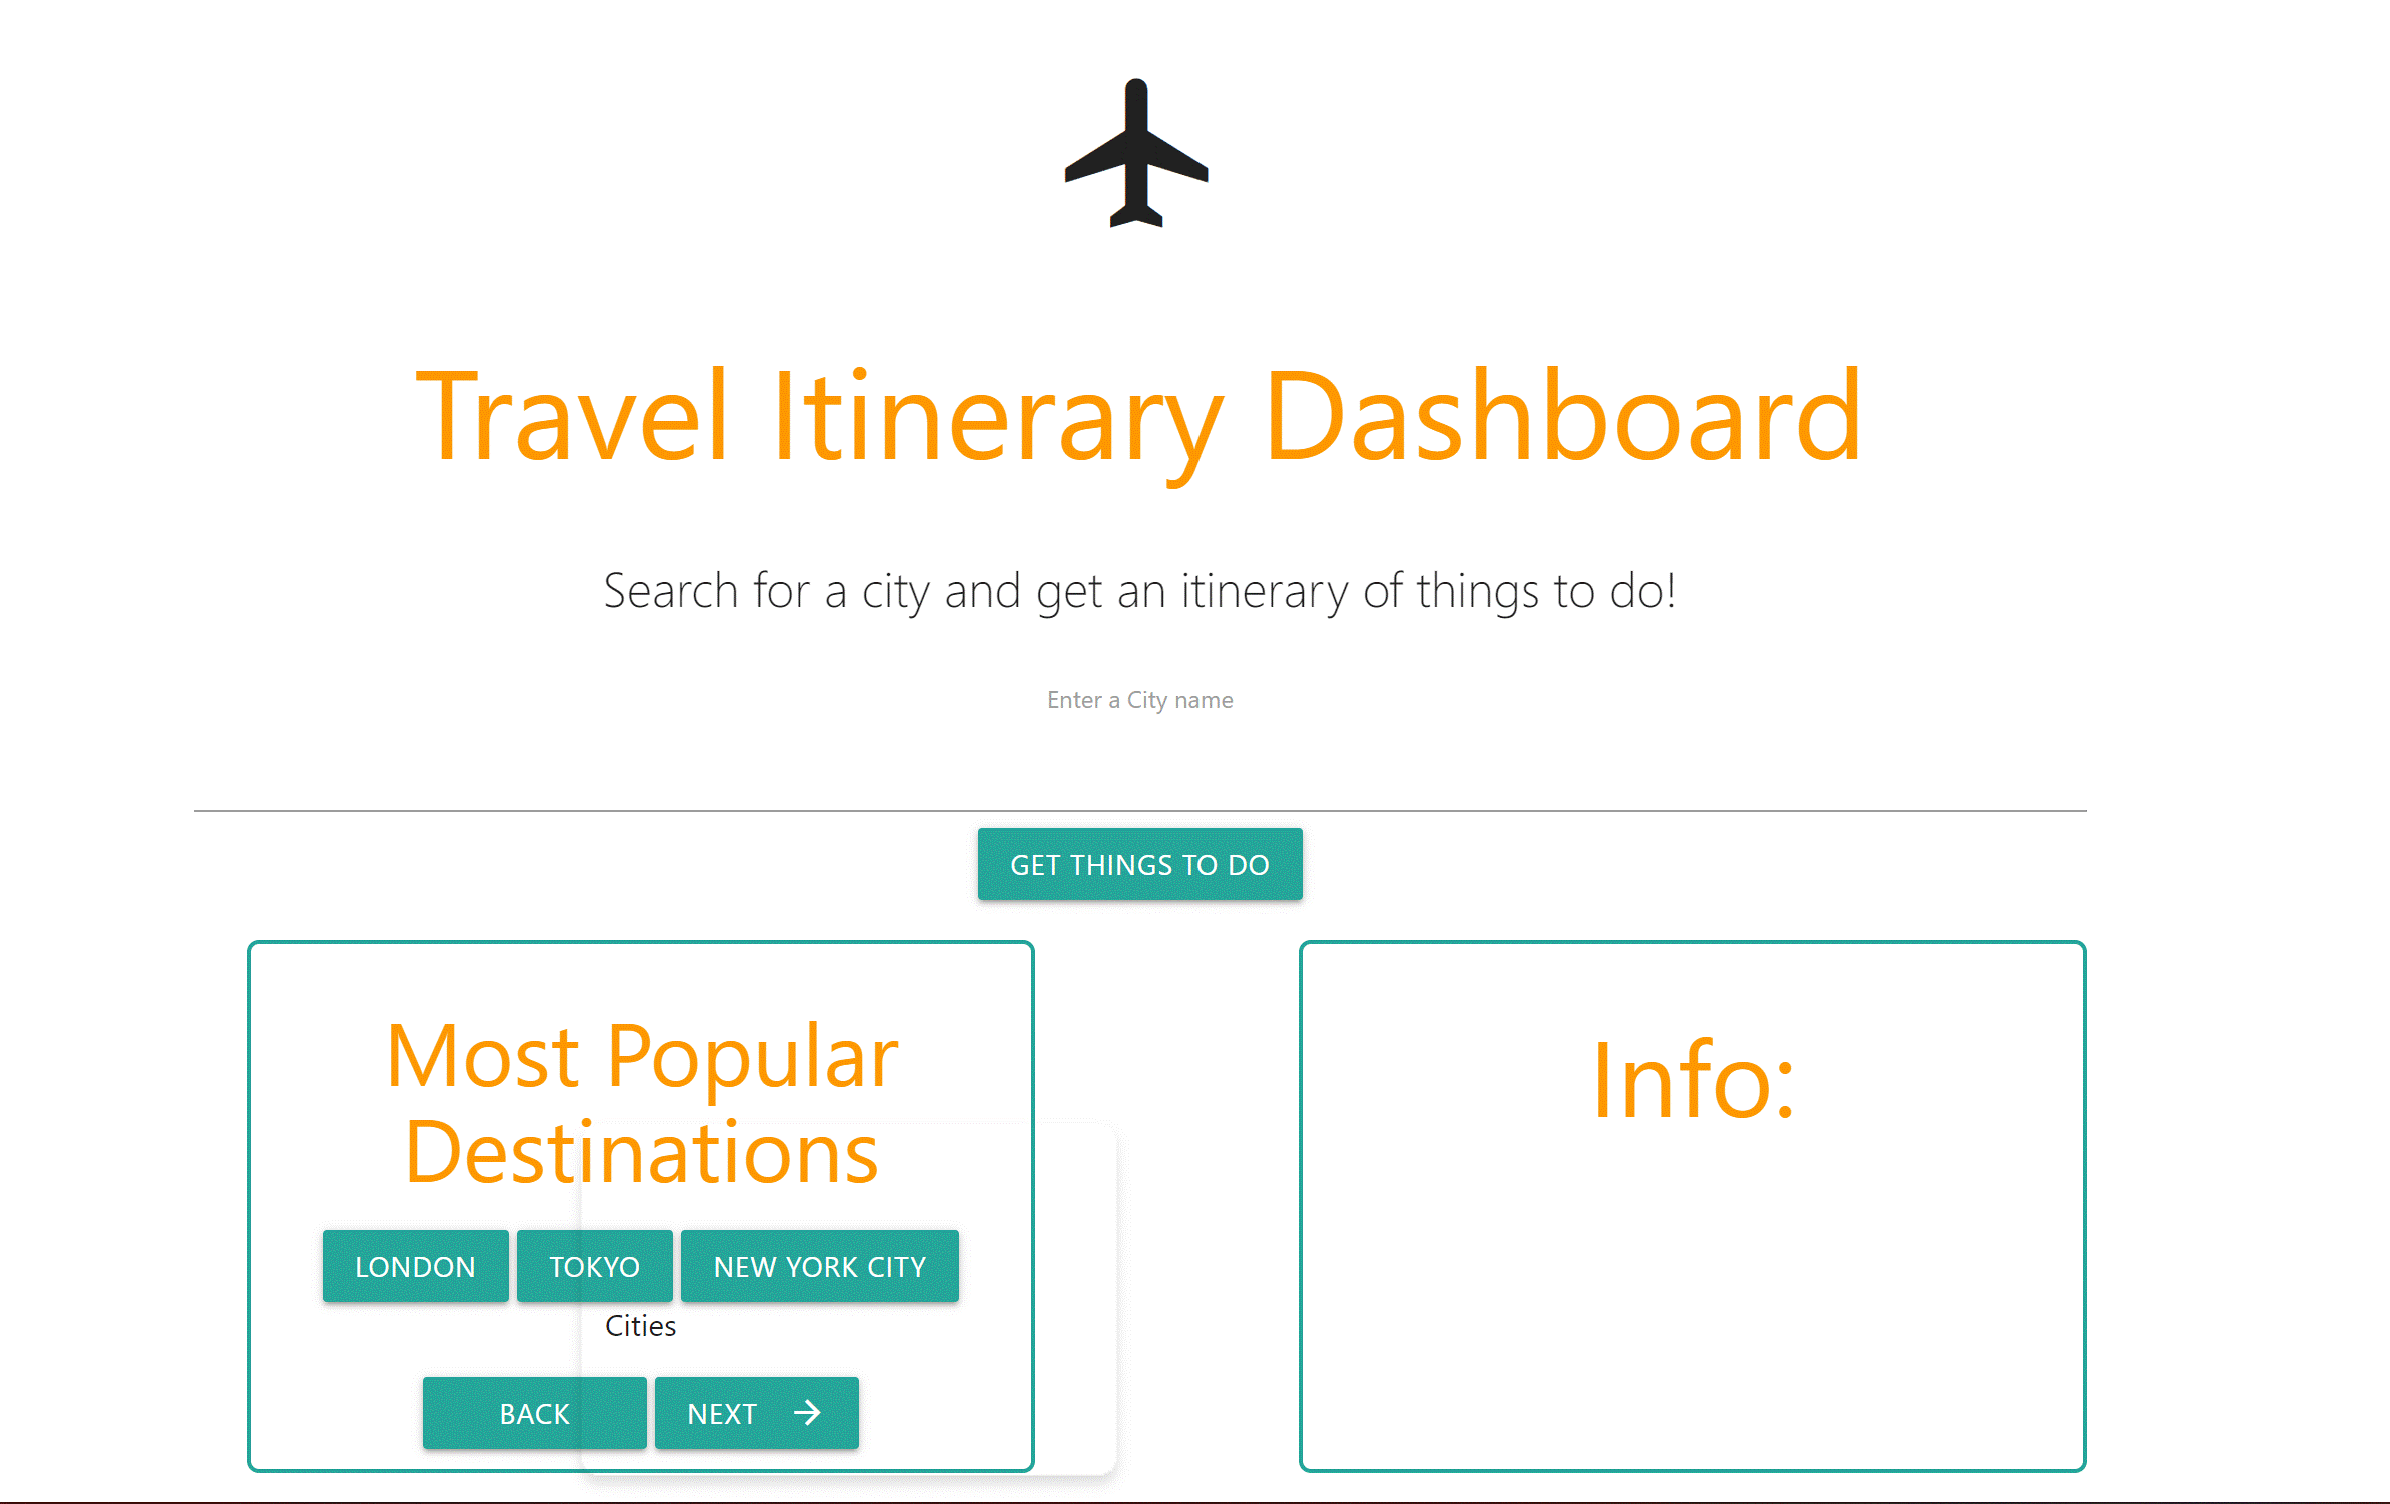 Travel Itinerary Dashboard
Search for a city and get an itinerary of things to do!
Enter a City name
GET THINGS TO DO
Most Popular
Destinations
LONDON TOKYO NEW YORK CITY
Cities
BACK NEXT
Info: